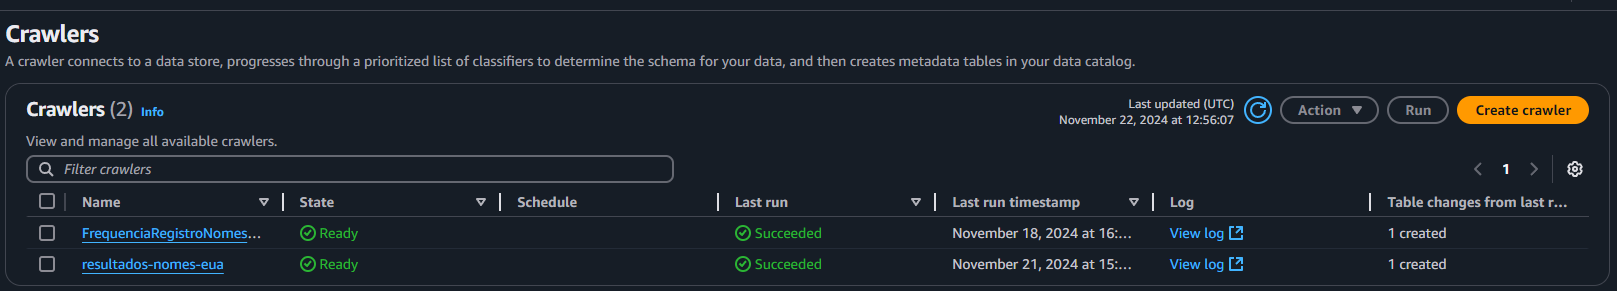 Crawlers
A crawler connects to a data store, progresses through a prioritized list of classifiers to determine the schema for your data, and then creates metadata tables in your data catalog.
Crawlers (2) Info
Last updated (UTC)
November 22, 2024 at 12:56:07
Action
Run
Create crawler
View and manage all available crawlers.
Filter crawlers
1
Name State Schedule Last run Last run timestamp Log Table changes from last r...
FrequenciaRegistroNomes... Ready Succeeded November 18, 2024 at 16:... View log 1 created
resultados-nomes-eua Ready Succeeded November 21, 2024 at 15:... View log 1 created